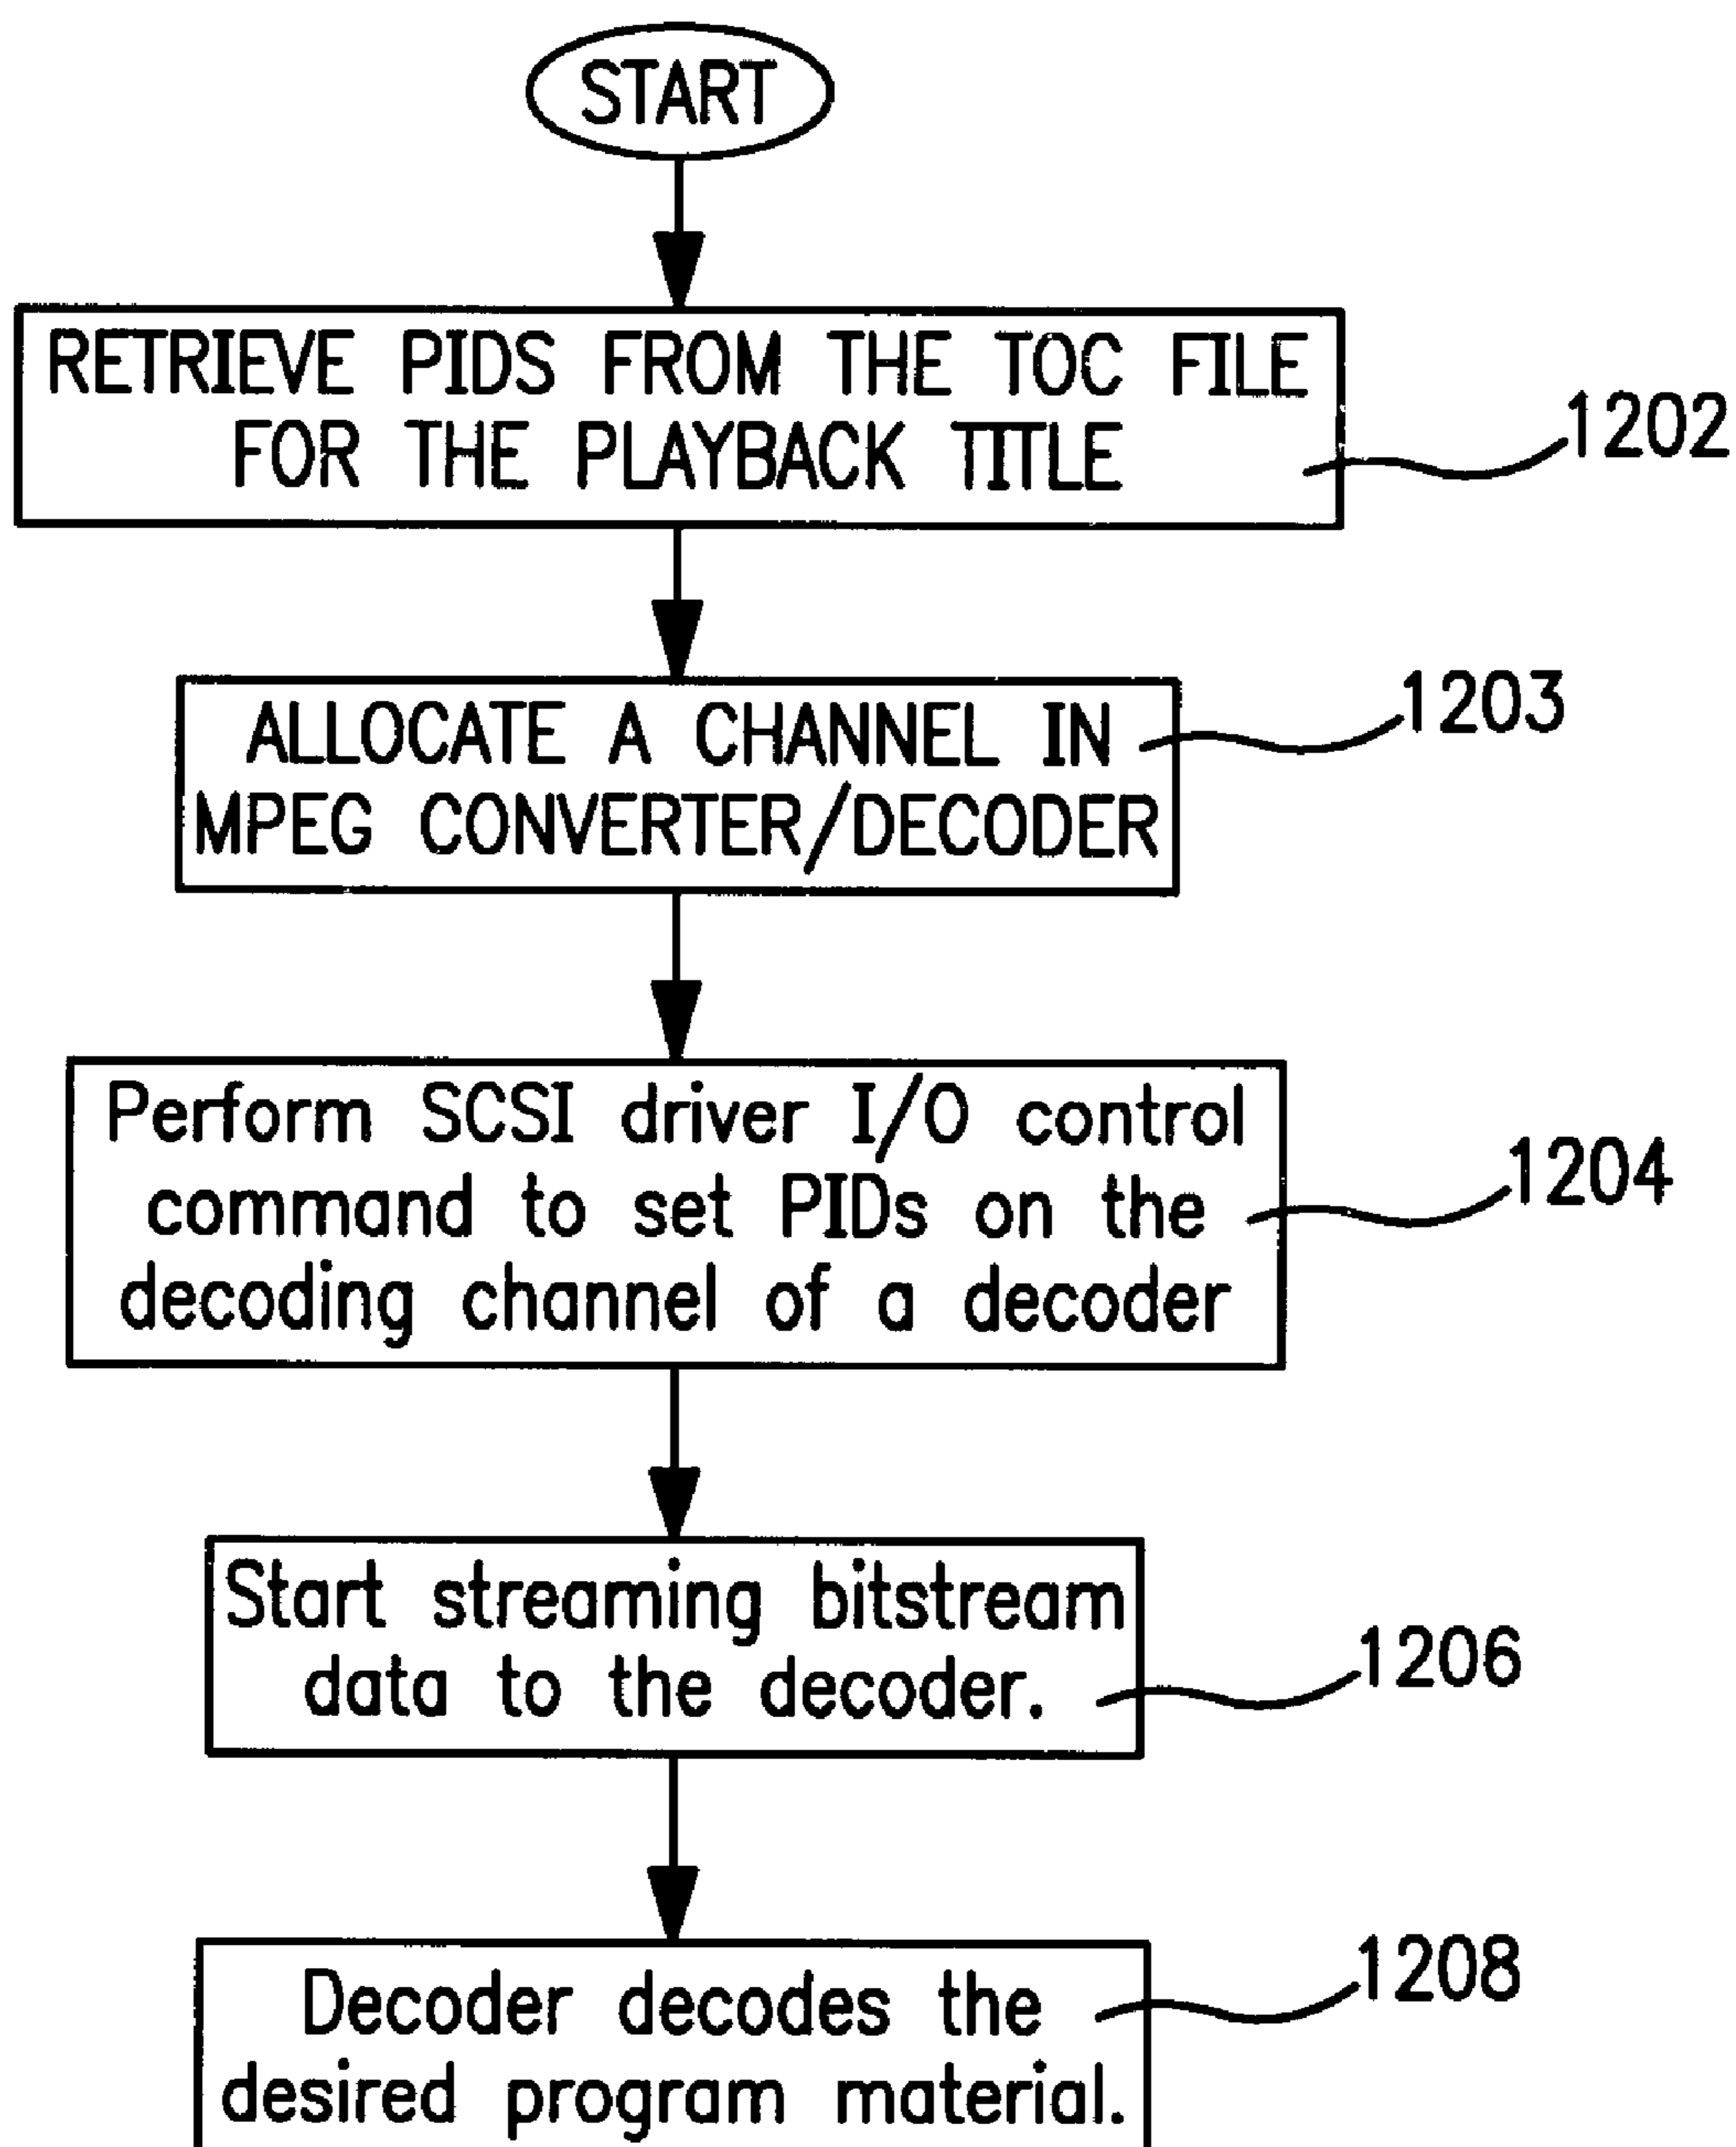 START
RETRIEVE PIDS FROM THE TOC FILE
FOR THE PLAYBACK TITLE
1202
ALLOCATE A CHANNEL IN
MPEG CONVERTER/DECODER
1203
Perform SCSI driver I/O control
command to set PIDs on the
decoding channel of a decoder
1204
Start streaming bitstream
data to the decoder.
1206
Decoder decodes the
desired program material.
1208